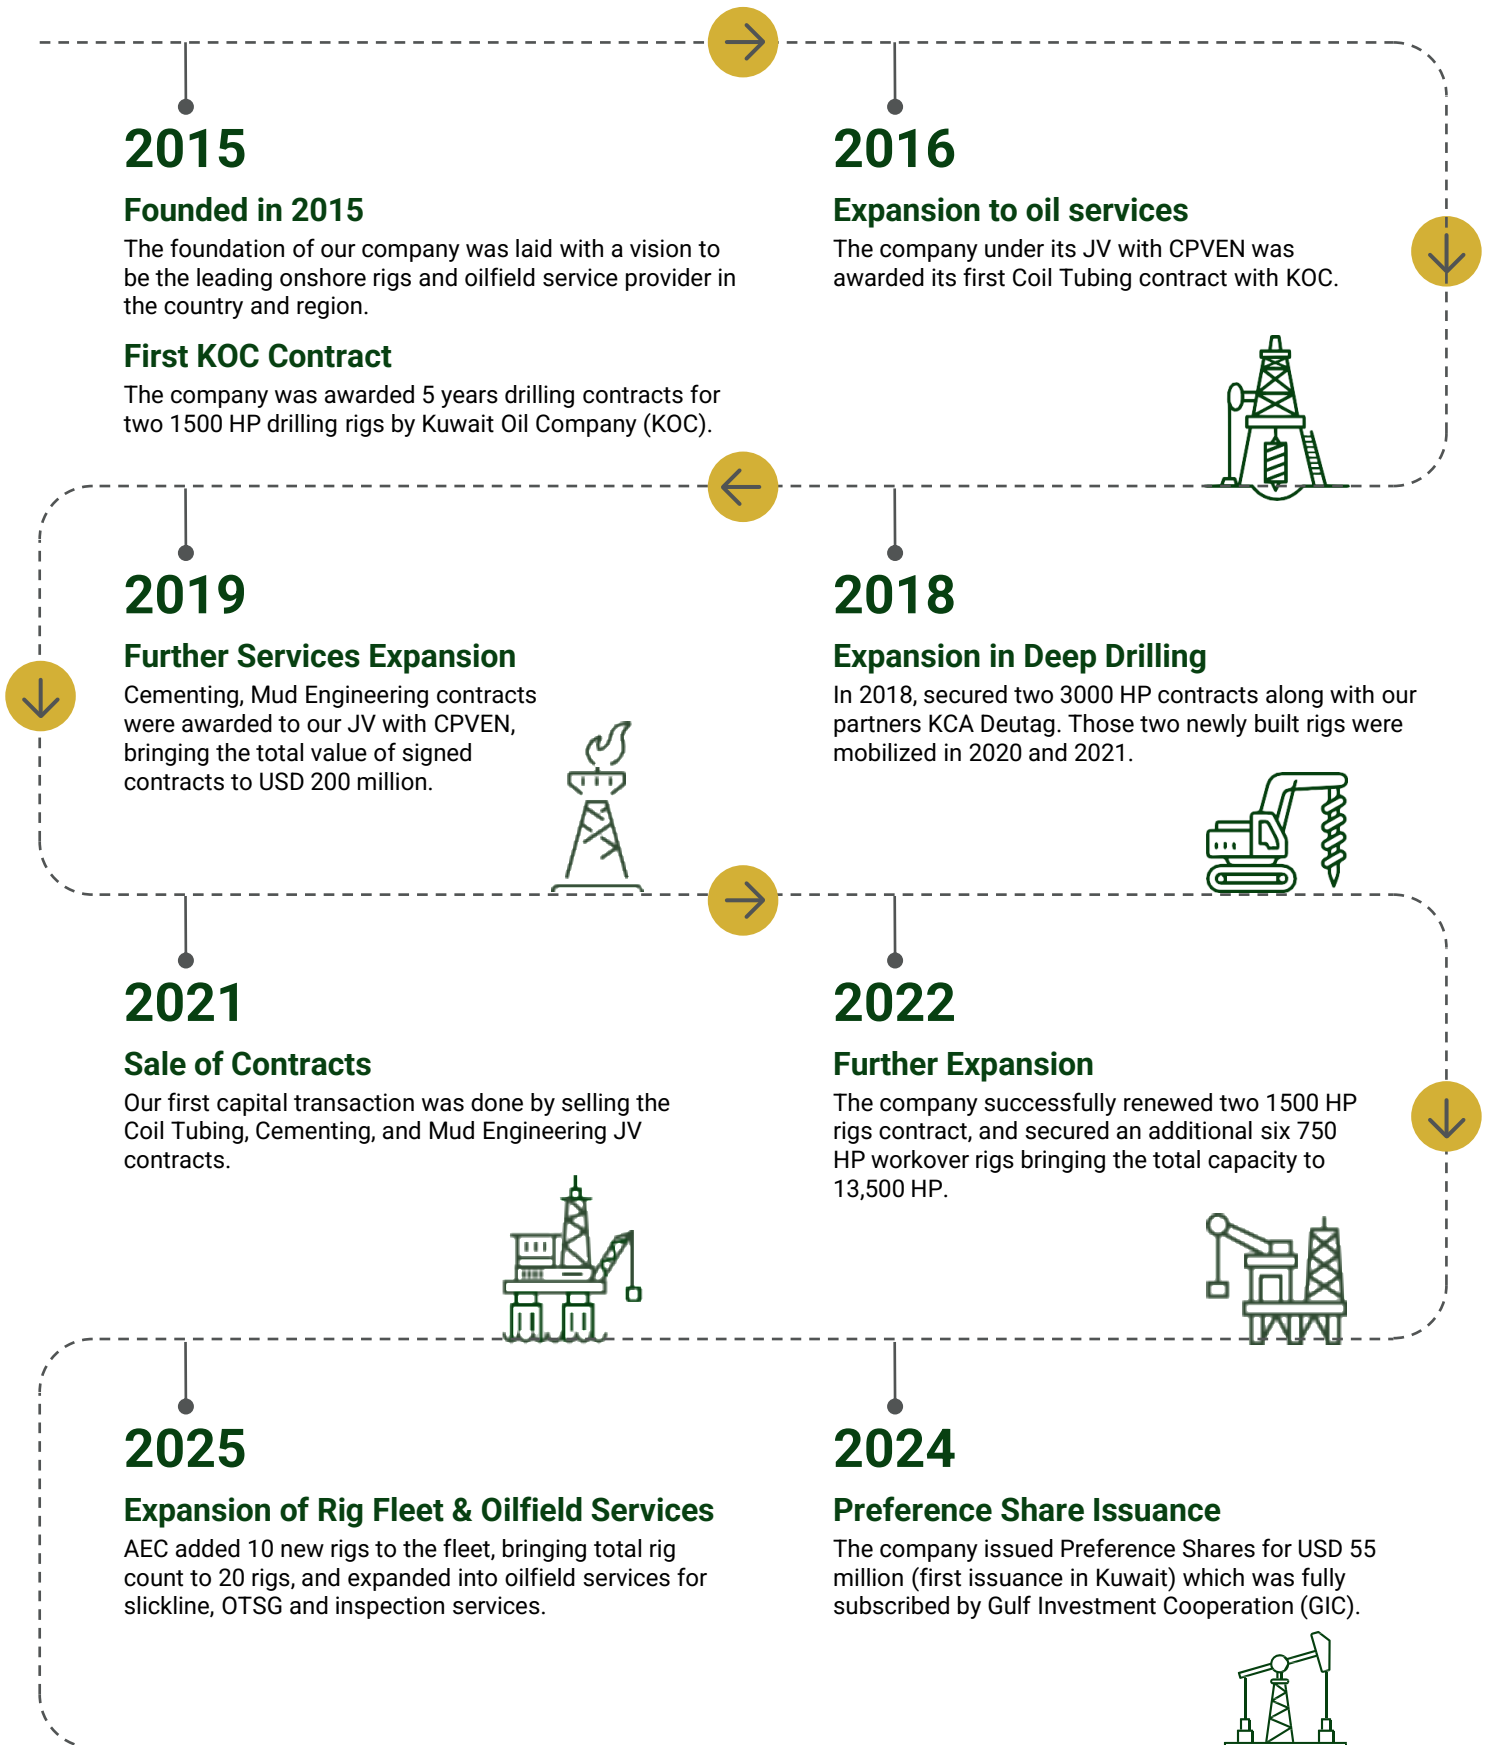 2015
Founded in 2015
The foundation of our company was laid with a vision to
be the leading onshore rigs and oilfield service provider in
the country and region.
First KOC Contract
The company was awarded 5 years drilling contracts for
two 1500 HP drilling rigs by Kuwait Oil Company (KOC).
2016
Expansion to oil services
The company under its JV with CPVEN was
awarded its first Coil Tubing contract with KOC.
2018
Expansion in Deep Drilling
In 2018, secured two 3000 HP contracts along with our
partners KCA Deutag. Those two newly built rigs were
mobilized in 2020 and 2021.
2019
Further Services Expansion
Cementing, Mud Engineering contracts
were awarded to our JV with CPVEN,
bringing the total value of signed
contracts to USD 200 million.
2021
Sale of Contracts
Our first capital transaction was done by selling the
Coil Tubing, Cementing, and Mud Engineering JV
contracts.
2022
Further Expansion
The company successfully renewed two 1500 HP
rigs contract, and secured an additional six 750
HP workover rigs bringing the total capacity to
13,500 HP.
2024
Preference Share Issuance
The company issued Preference Shares for USD 55
million (first issuance in Kuwait) which was fully
subscribed by Gulf Investment Cooperation (GIC).
2025
Expansion of Rig Fleet & Oilfield Services
AEC added 10 new rigs to the fleet, bringing total rig
count to 20 rigs, and expanded into oilfield services for
slickline, OTSG and inspection services.